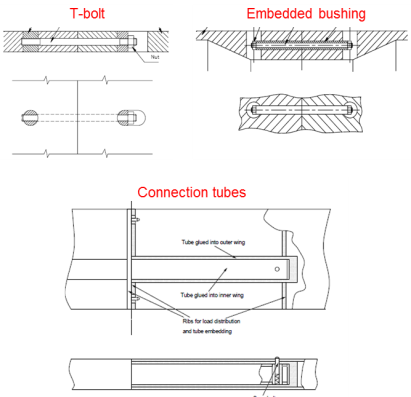 T-bolt
Embedded bushing
Nut
Connection tubes
Tube glued into outer wing
Tube glued into inner wing
Ribs for load distribution
and tube embedding